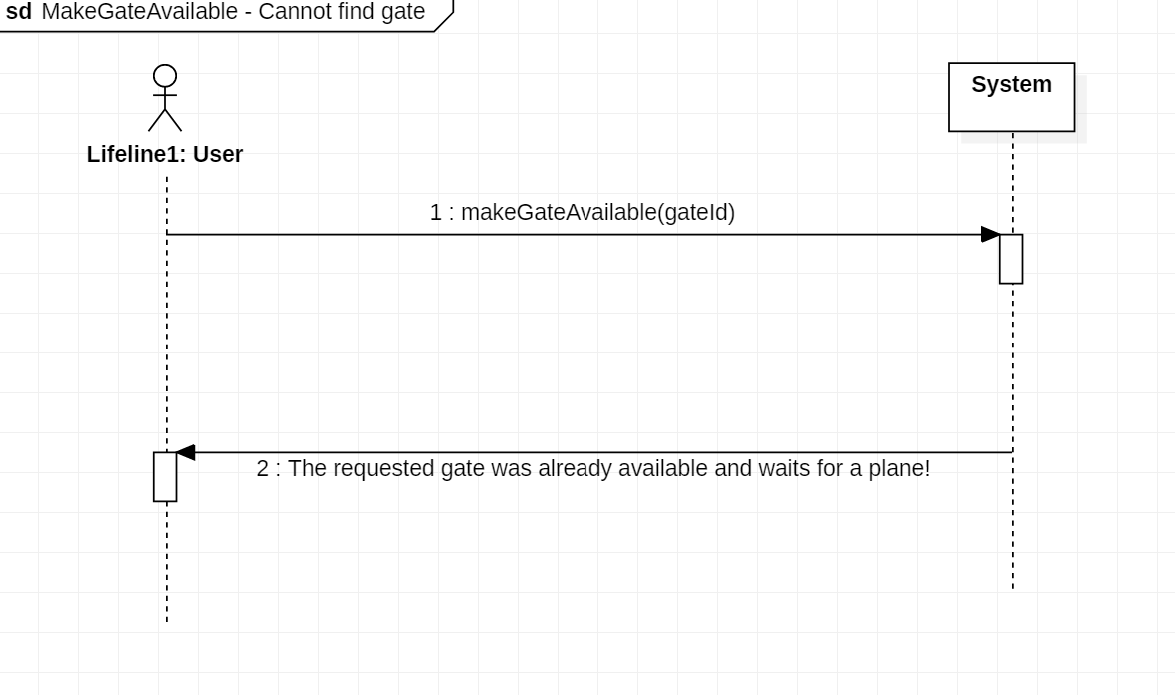 sd MakeGateAvailable - Cannot find gate
System
Lifeline1: User
1 : makeGateAvailable(gateId)
2 : The requested gate was already available and waits for a plane!